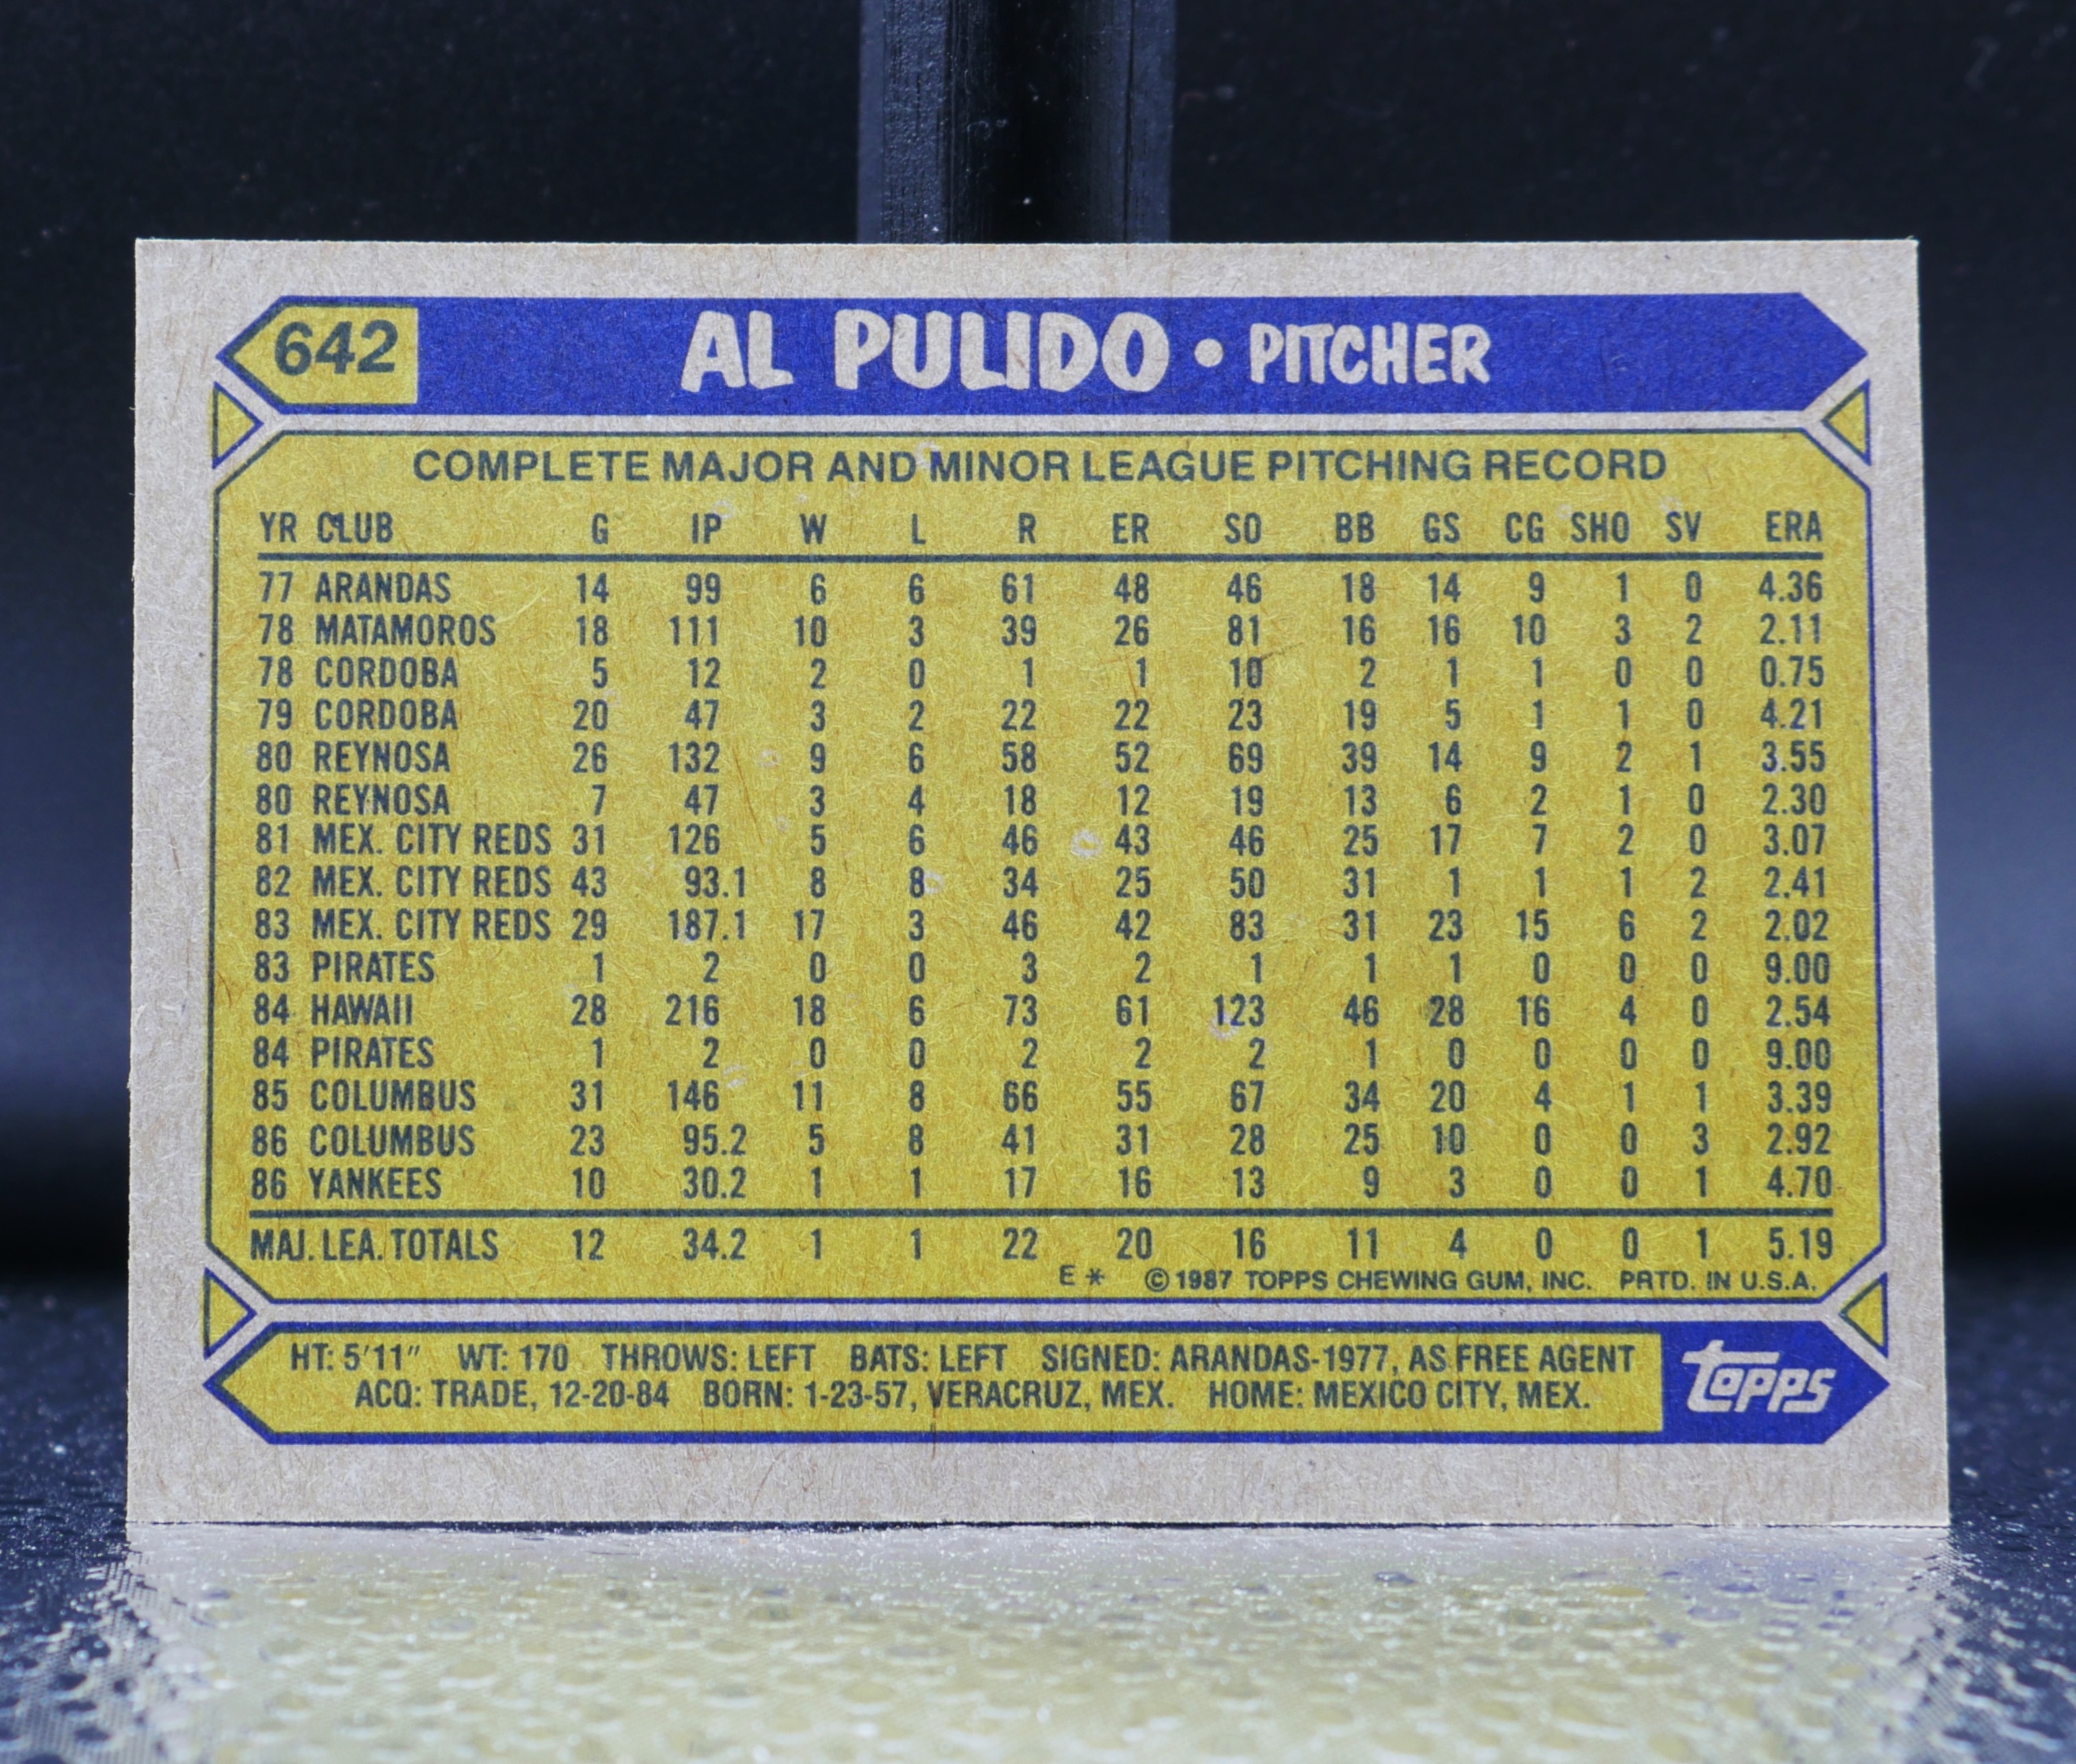 642 AL PULIDO • PITCHER
COMPLETE MAJOR AND MINOR LEAGUE PITCHING RECORD
YR CLUB G IP W L R ER SO BB GS CG SHO SV ERA
77 ARANDAS 14 99 6 6 61 48 46 18 14 9 1 0 4.36
78 MATAMOROS 18 111 10 3 39 26 81 16 16 10 3 2 2.11
78 CORDOBA 5 12 2 0 1 1 10 2 1 1 0 0 0.75
79 CORDOBA 20 47 3 2 22 22 23 19 5 1 1 0 4.21
80 REYNOSA 26 132 9 6 58 52 69 39 14 9 2 1 3.55
80 REYNOSA 7 47 3 4 18 12 19 13 6 2 1 0 2.30
81 MEX. CITY REDS 31 126 5 6 46 43 46 25 17 7 2 0 3.07
82 MEX. CITY REDS 43 93.1 8 8 34 25 50 31 1 1 1 2 2.41
83 MEX. CITY REDS 29 187.1 17 3 46 42 83 31 23 15 6 2 2.02
83 PIRATES 1 2 0 0 3 2 1 1 1 0 0 0 9.00
84 HAWAII 28 216 18 6 73 61 123 46 28 16 4 0 2.54
84 PIRATES 1 2 0 0 2 2 2 1 0 0 0 0 9.00
85 COLUMBUS 31 146 11 8 66 55 67 34 20 4 1 1 3.39
86 COLUMBUS 23 95.2 5 8 41 31 28 25 10 0 0 3 2.92
86 YANKEES 10 30.2 1 1 17 16 13 9 3 0 0 1 4.70
MAJ. LEA. TOTALS 12 34.2 1 1 22 20 16 11 4 0 0 1 5.19
E* © 1987 TOPPS CHEWING GUM, INC. PRTD. IN U.S.A.
HT: 5'11" WT: 170 THROWS: LEFT BATS: LEFT SIGNED: ARANDAS-1977, AS FREE AGENT
ACQ: TRADE, 12-20-84 BORN: 1-23-57, VERACRUZ, MEX. HOME: MEXICO CITY, MEX.
topps